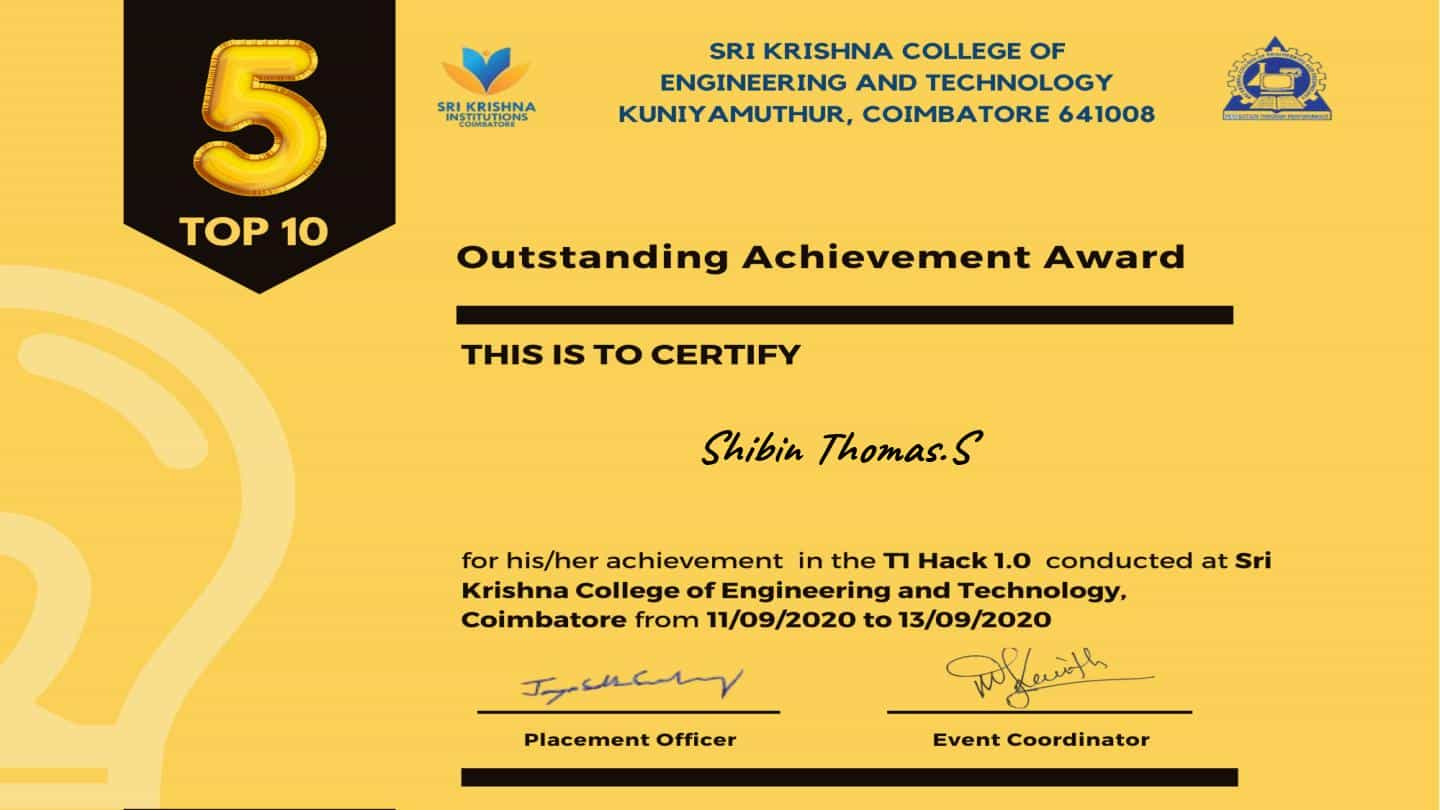 5
TOP 10
SRI KRISHNA
INSTITUTIONS
COIMBATORE
SRI KRISHNA COLLEGE OF
ENGINEERING AND TECHNOLOGY
KUNIYAMUTHUR, COIMBATORE 641008
Outstanding Achievement Award
THIS IS TO CERTIFY
Shibin Thomas.S
for his/her achievement in the T1 Hack 1.0 conducted at Sri
Krishna College of Engineering and Technology,
Coimbatore from 11/09/2020 to 13/09/2020
Placement Officer
Event Coordinator